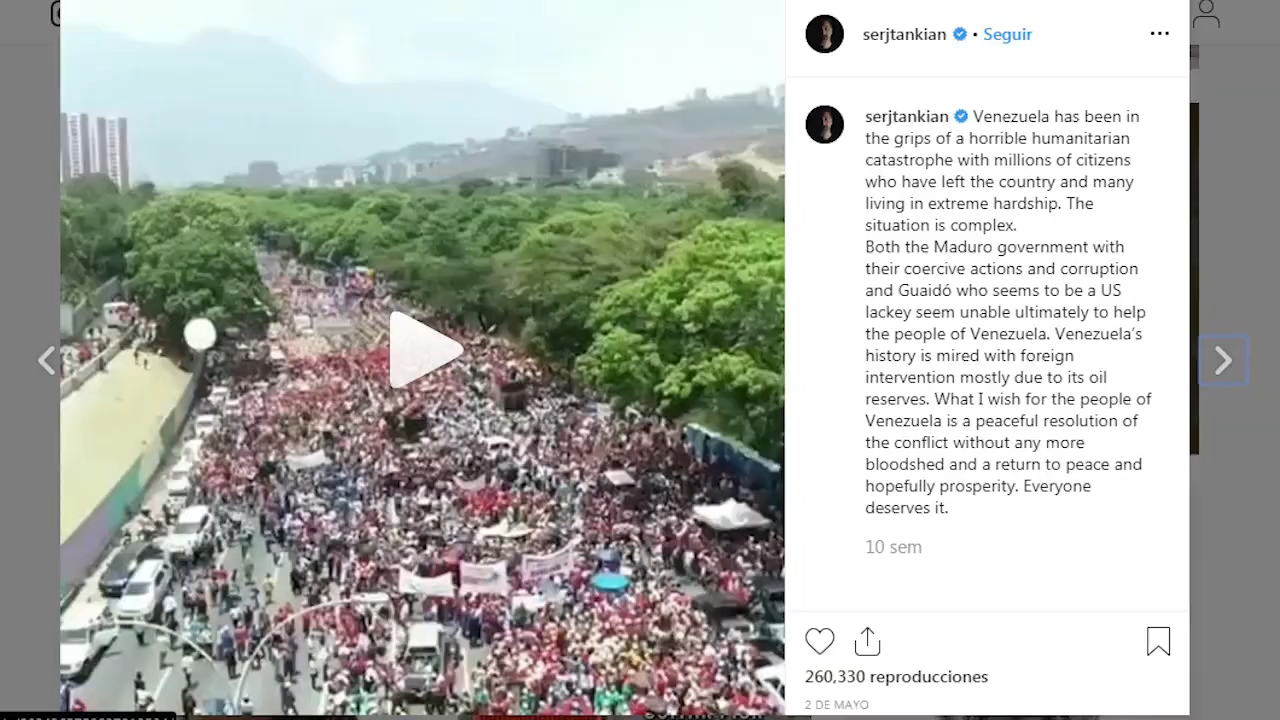 serjtankian • Seguir
serjtankian Venezuela has been in
the grips of a horrible humanitarian
catastrophe with millions of citizens
who have left the country and many
living in extreme hardship. The
situation is complex.
Both the Maduro government with
their coercive actions and corruption
and Guaidó who seems to be a US
lackey seem unable ultimately to help
the people of Venezuela. Venezuela's
history is mired with foreign
intervention mostly due to its oil
reserves. What I wish for the people of
Venezuela is a peaceful resolution of
the conflict without any more
bloodshed and a return to peace and
hopefully prosperity. Everyone
deserves it.
10 sem
260,330 reproducciones
2 DE MAYO